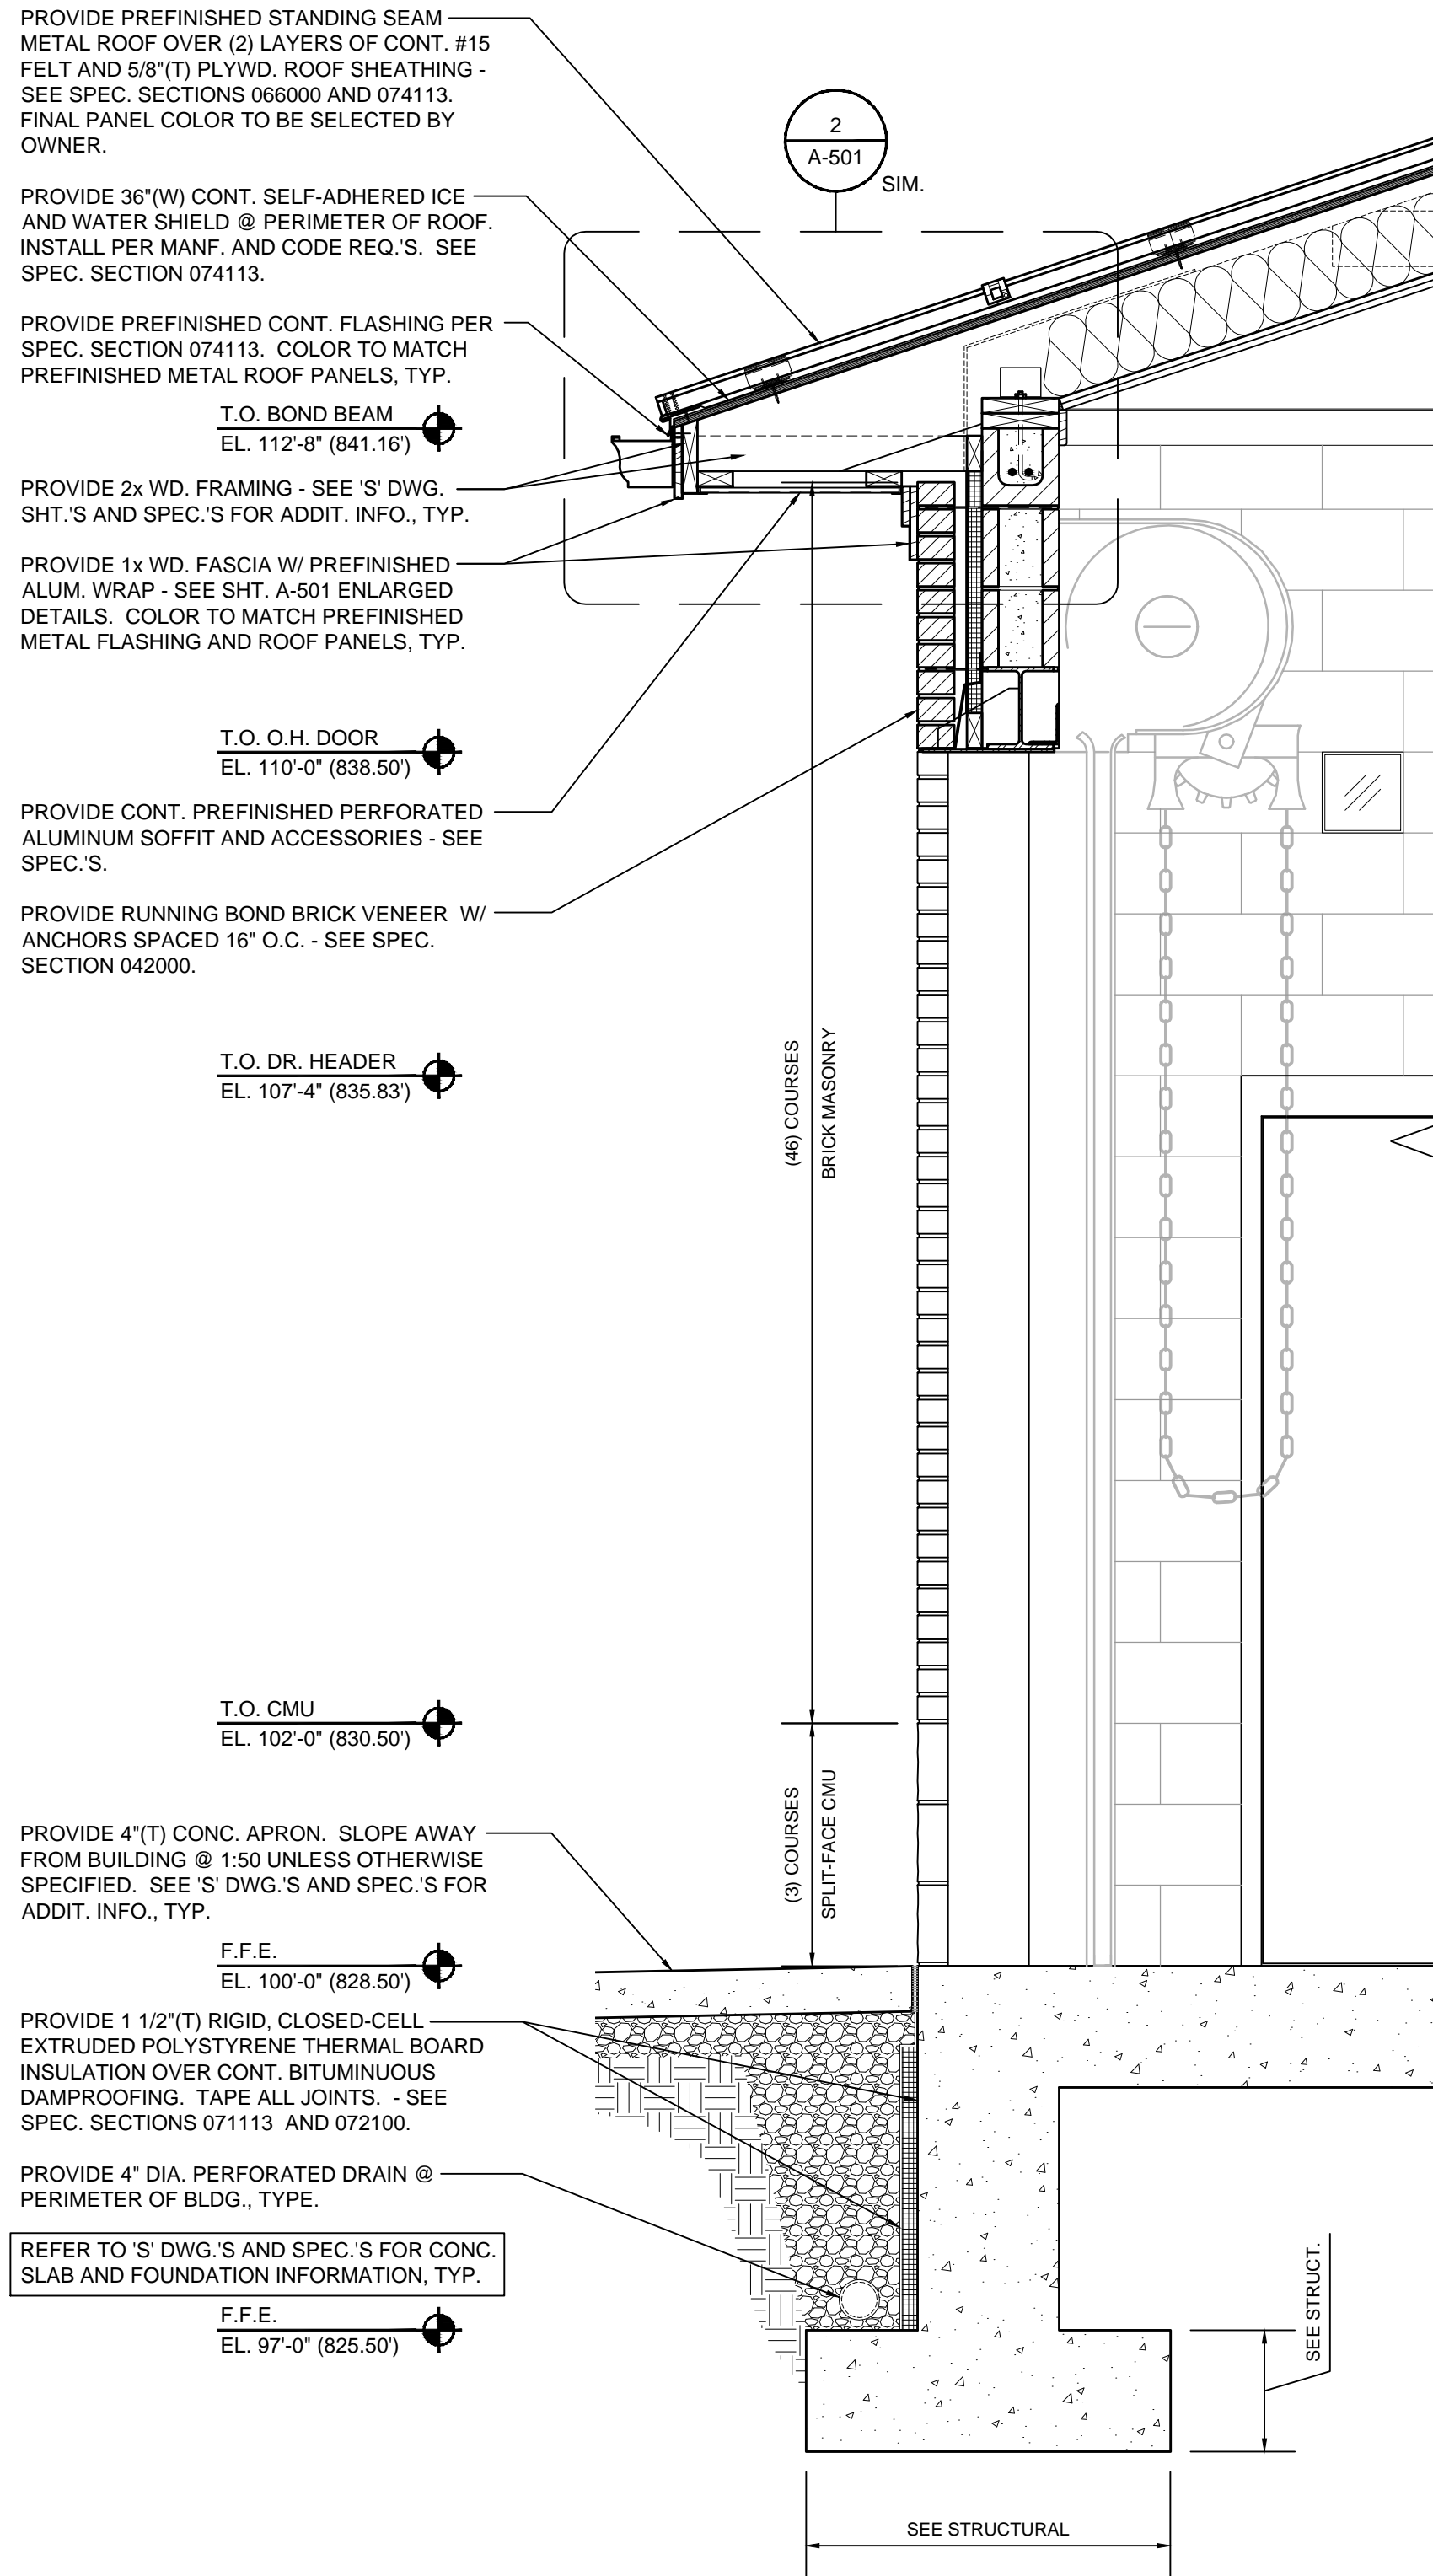 PROVIDE PREFINISHED STANDING SEAM
METAL ROOF OVER (2) LAYERS OF CONT. #15
FELT AND 5/8"(T) PLYWD. ROOF SHEATHING -
SEE SPEC. SECTIONS 066000 AND 074113.
FINAL PANEL COLOR TO BE SELECTED BY
OWNER.
2
A-501
SIM.
PROVIDE 36"(W) CONT. SELF-ADHERED ICE
AND WATER SHIELD @ PERIMETER OF ROOF.
INSTALL PER MANF. AND CODE REQ.'S. SEE
SPEC. SECTION 074113.
PROVIDE PREFINISHED CONT. FLASHING PER
SPEC. SECTION 074113. COLOR TO MATCH
PREFINISHED METAL ROOF PANELS, TYP.
T.O. BOND BEAM
EL. 112'-8" (841.16')
PROVIDE 2x WD. FRAMING - SEE 'S' DWG.
SHT.'S AND SPEC.'S FOR ADDIT. INFO., TYP.
PROVIDE 1x WD. FASCIA W/ PREFINISHED
ALUM. WRAP - SEE SHT. A-501 ENLARGED
DETAILS. COLOR TO MATCH PREFINISHED
METAL FLASHING AND ROOF PANELS, TYP.
T.O. O.H. DOOR
EL. 110'-0" (838.50')
PROVIDE CONT. PREFINISHED PERFORATED
ALUMINUM SOFFIT AND ACCESSORIES - SEE
SPEC.'S.
PROVIDE RUNNING BOND BRICK VENEER W/
ANCHORS SPACED 16" O.C. - SEE SPEC.
SECTION 042000.
(46) COURSES
BRICK MASONRY
T.O. DR. HEADER
EL. 107'-4" (835.83')
T.O. CMU
EL. 102'-0" (830.50')
(3) COURSES
SPLIT-FACE CMU
PROVIDE 4"(T) CONC. APRON. SLOPE AWAY
FROM BUILDING @ 1:50 UNLESS OTHERWISE
SPECIFIED. SEE 'S' DWG.'S AND SPEC.'S FOR
ADDIT. INFO., TYP.
F.F.E.
EL. 100'-0" (828.50')
PROVIDE 1 1/2"(T) RIGID, CLOSED-CELL
EXTRUDED POLYSTYRENE THERMAL BOARD
INSULATION OVER CONT. BITUMINUOUS
DAMPROOFING. TAPE ALL JOINTS. - SEE
SPEC. SECTIONS 071113 AND 072100.
PROVIDE 4" DIA. PERFORATED DRAIN @
PERIMETER OF BLDG., TYPE.
REFER TO 'S' DWG.'S AND SPEC.'S FOR CONC.
SLAB AND FOUNDATION INFORMATION, TYP.
F.F.E.
EL. 97'-0" (825.50')
SEE STRUCT.
SEE STRUCTURAL